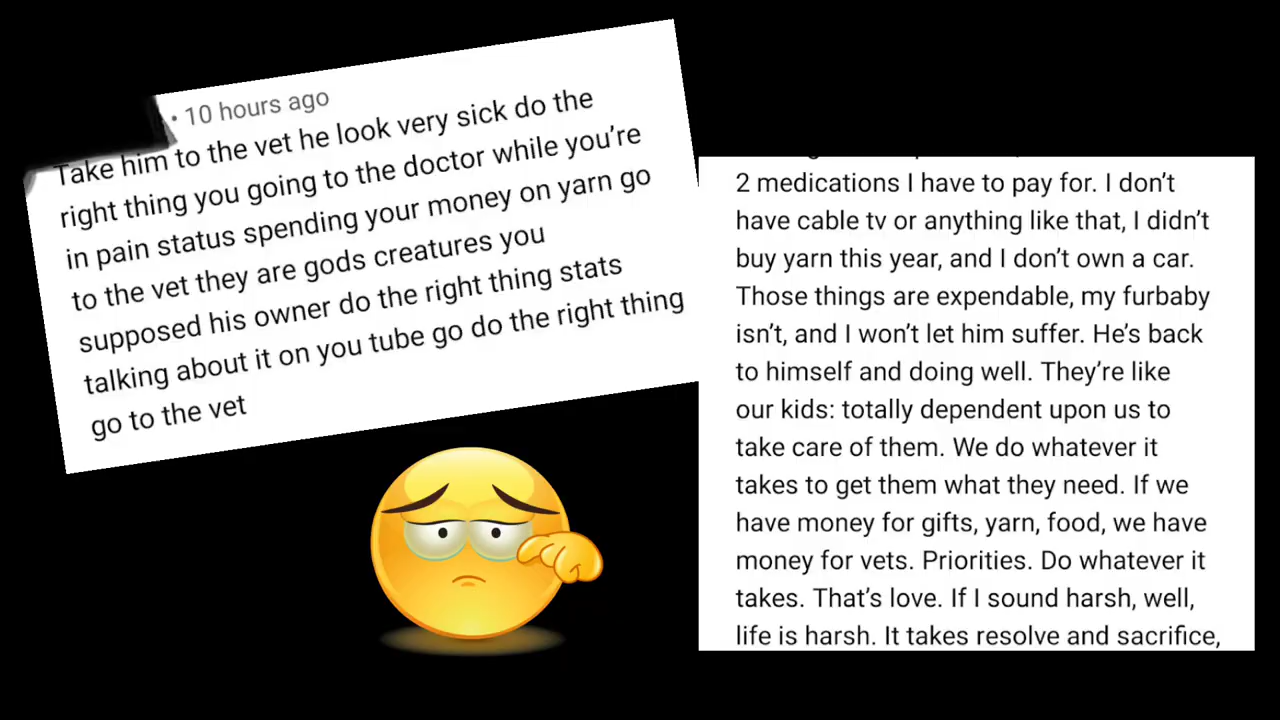 • 10 hours ago
Take him to the vet he look very sick do the
right thing you going to the doctor while you're
in pain status spending your money on yarn go
to the vet they are gods creatures you
supposed his owner do the right thing stats
talking about it on you tube go do the right thing
go to the vet
2 medications I have to pay for. I don't
have cable tv or anything like that, I didn't
buy yarn this year, and I don't own a car.
Those things are expendable, my furbaby
isn't, and I won't let him suffer. He's back
to himself and doing well. They're like
our kids: totally dependent upon us to
take care of them. We do whatever it
takes to get them what they need. If we
have money for gifts, yarn, food, we have
money for vets. Priorities. Do whatever it
takes. That's love. If I sound harsh, well,
life is harsh. It takes resolve and sacrifice,